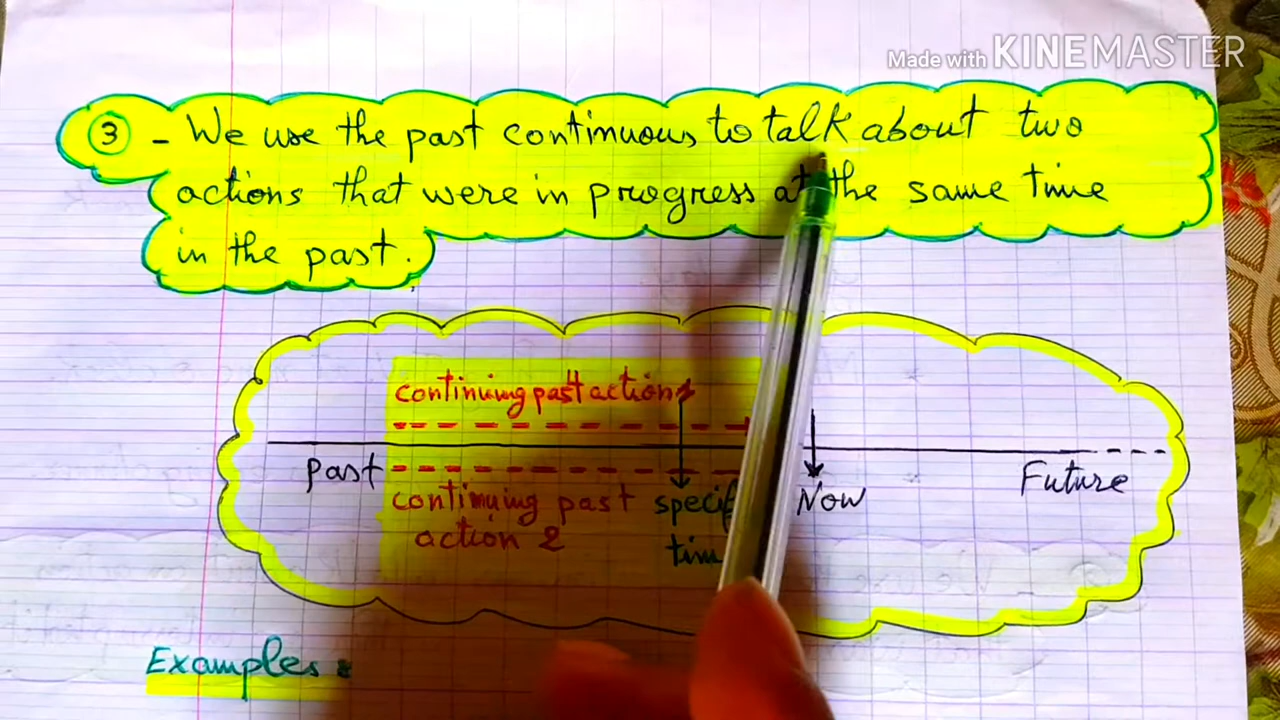 Made with KINEMASTER
3 - We use the past continuous to talk about two
actions that were in progress at the same time
in the past.
continuing past action 1
Past
continuing past
action 2
Now
Future
Examples: